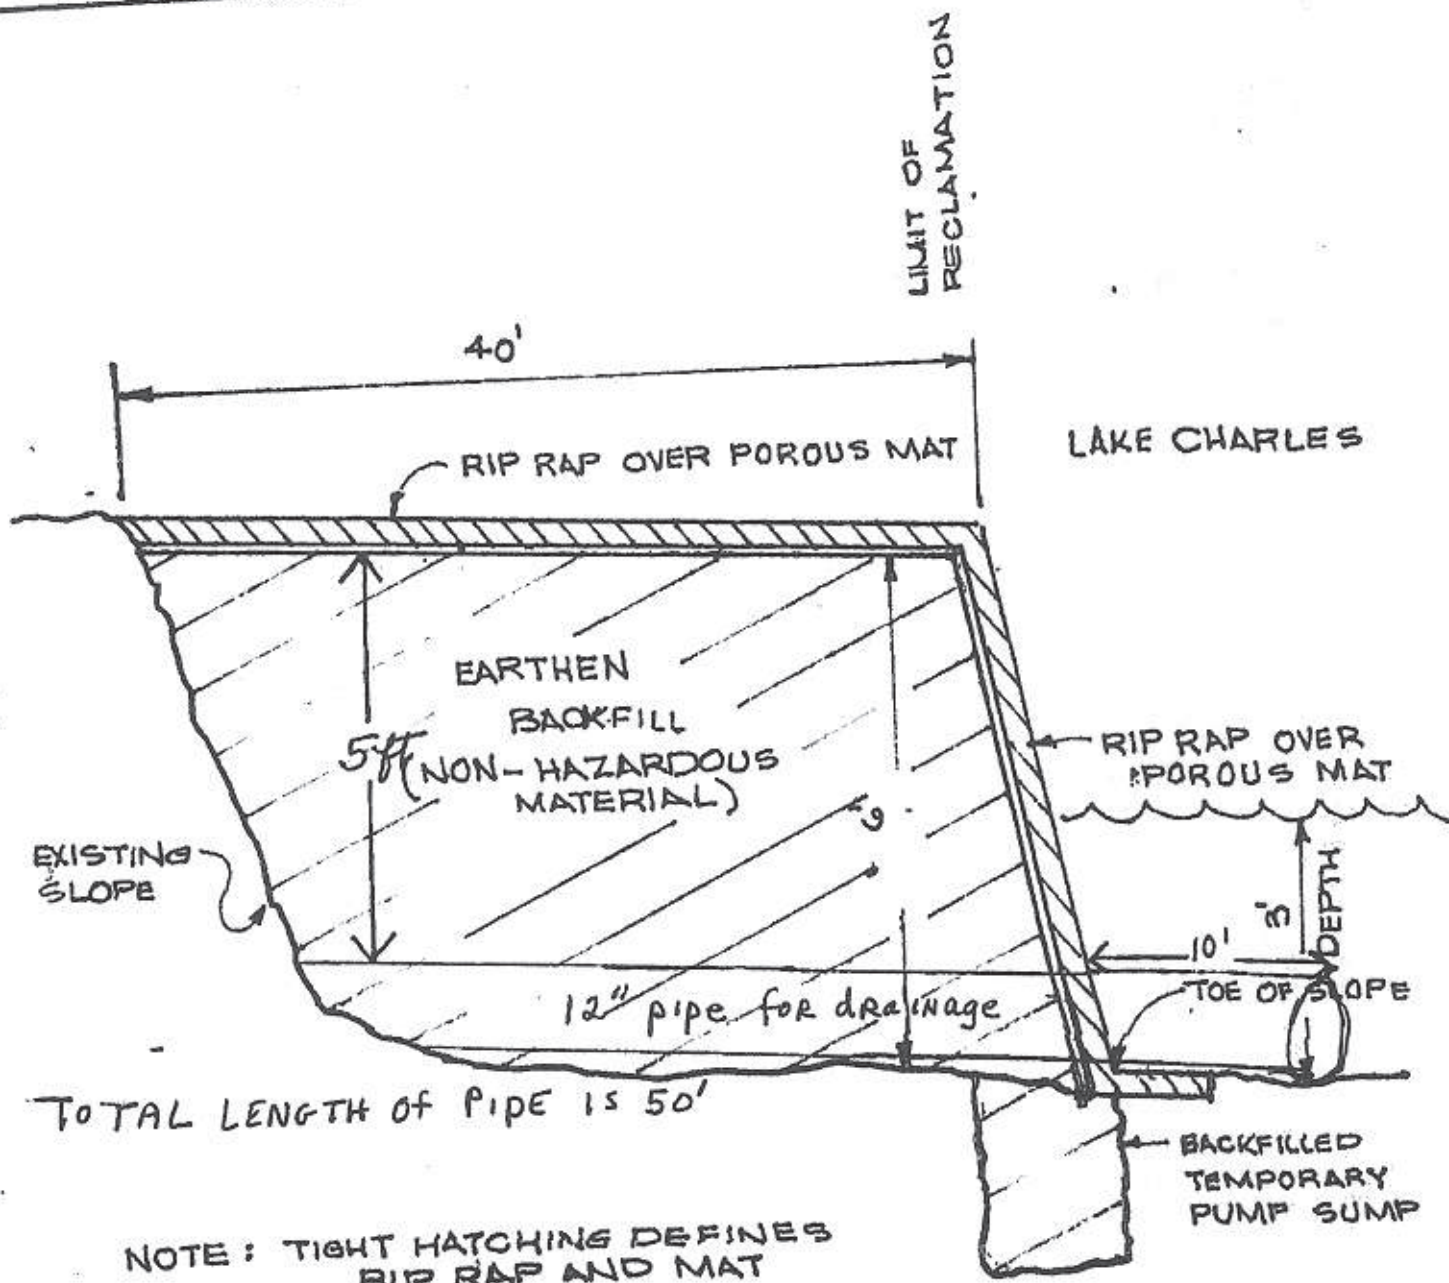 LIMIT OF
RECLAMATION
40'
RIP RAP OVER POROUS MAT
LAKE CHARLES
EARTHEN
BACKFILL
(NON-HAZARDOUS
MATERIAL)
5 ft
RIP RAP OVER
POROUS MAT
EXISTING
SLOPE
3'
DEPTH
10'
TOE OF SLOPE
12" pipe for drainage
TOTAL LENGTH of PIPE IS 50'
BACKFILLED
TEMPORARY
PUMP SUMP
NOTE: TIGHT HATCHING DEFINES
RIP RAP AND MAT